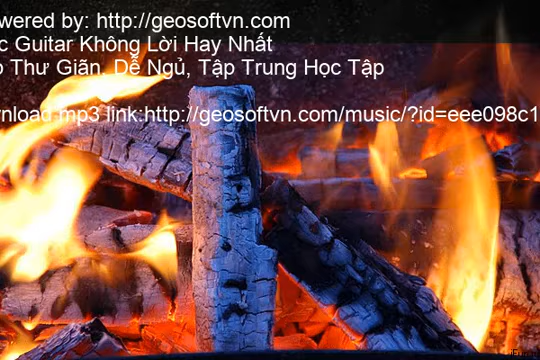 wered by: http://geosoftvn.com
c Guitar Không Lời Hay Nhất
Thư Giãn, Dễ Ngủ, Tập Trung Học Tập
wnload mp3 link:http://geosoftvn.com/music/?id=eee098c1